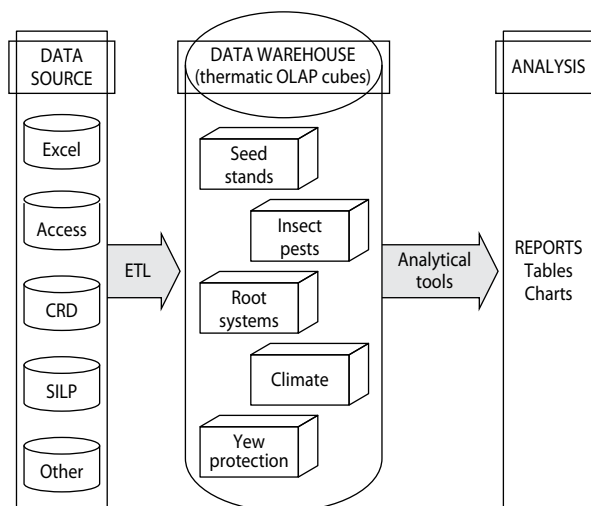 DATA
SOURCE
Excel
Access
CRD
SILP
Other
ETL
DATA WAREHOUSE
(thermatic OLAP cubes)
Seed
stands
Insect
pests
Root
systems
Climate
Yew
protection
Analytical
tools
ANALYSIS
REPORTS
Tables
Charts